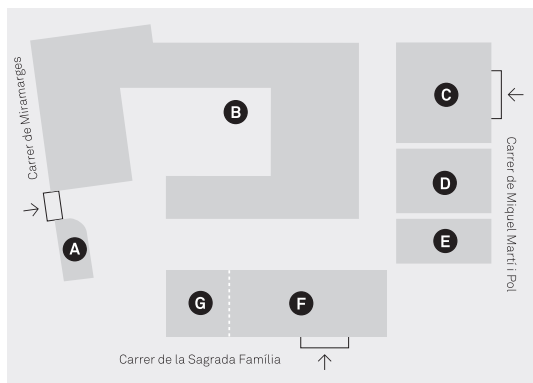 Carrer de Miramarges
B
C
Carrer de Miquel Martí i Pol
D
A
E
G
F
Carrer de la Sagrada Família